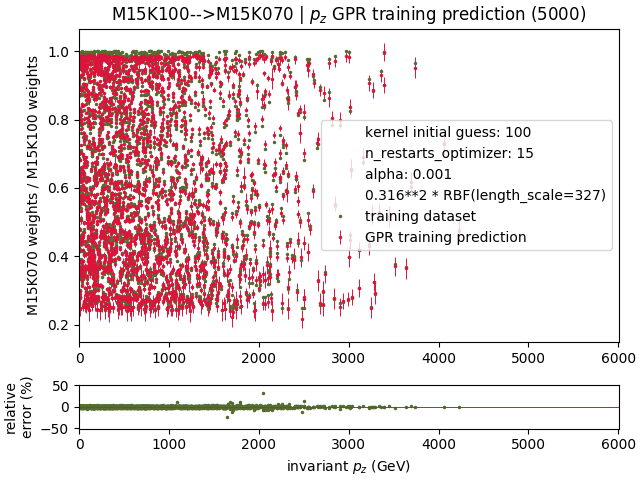 M15K100-->M15K070 | p_z GPR training prediction (5000)
M15K070 weights / M15K100 weights
1.0
0.8
0.6
0.4
0.2
kernel initial guess: 100
n_restarts_optimizer: 15
alpha: 0.001
0.316**2 * RBF(length_scale=327)
training dataset
GPR training prediction
0 1000 2000 3000 4000 5000 6000
relative
error (%)
50
0
−50
0 1000 2000 3000 4000 5000 6000
invariant p_z (GeV)